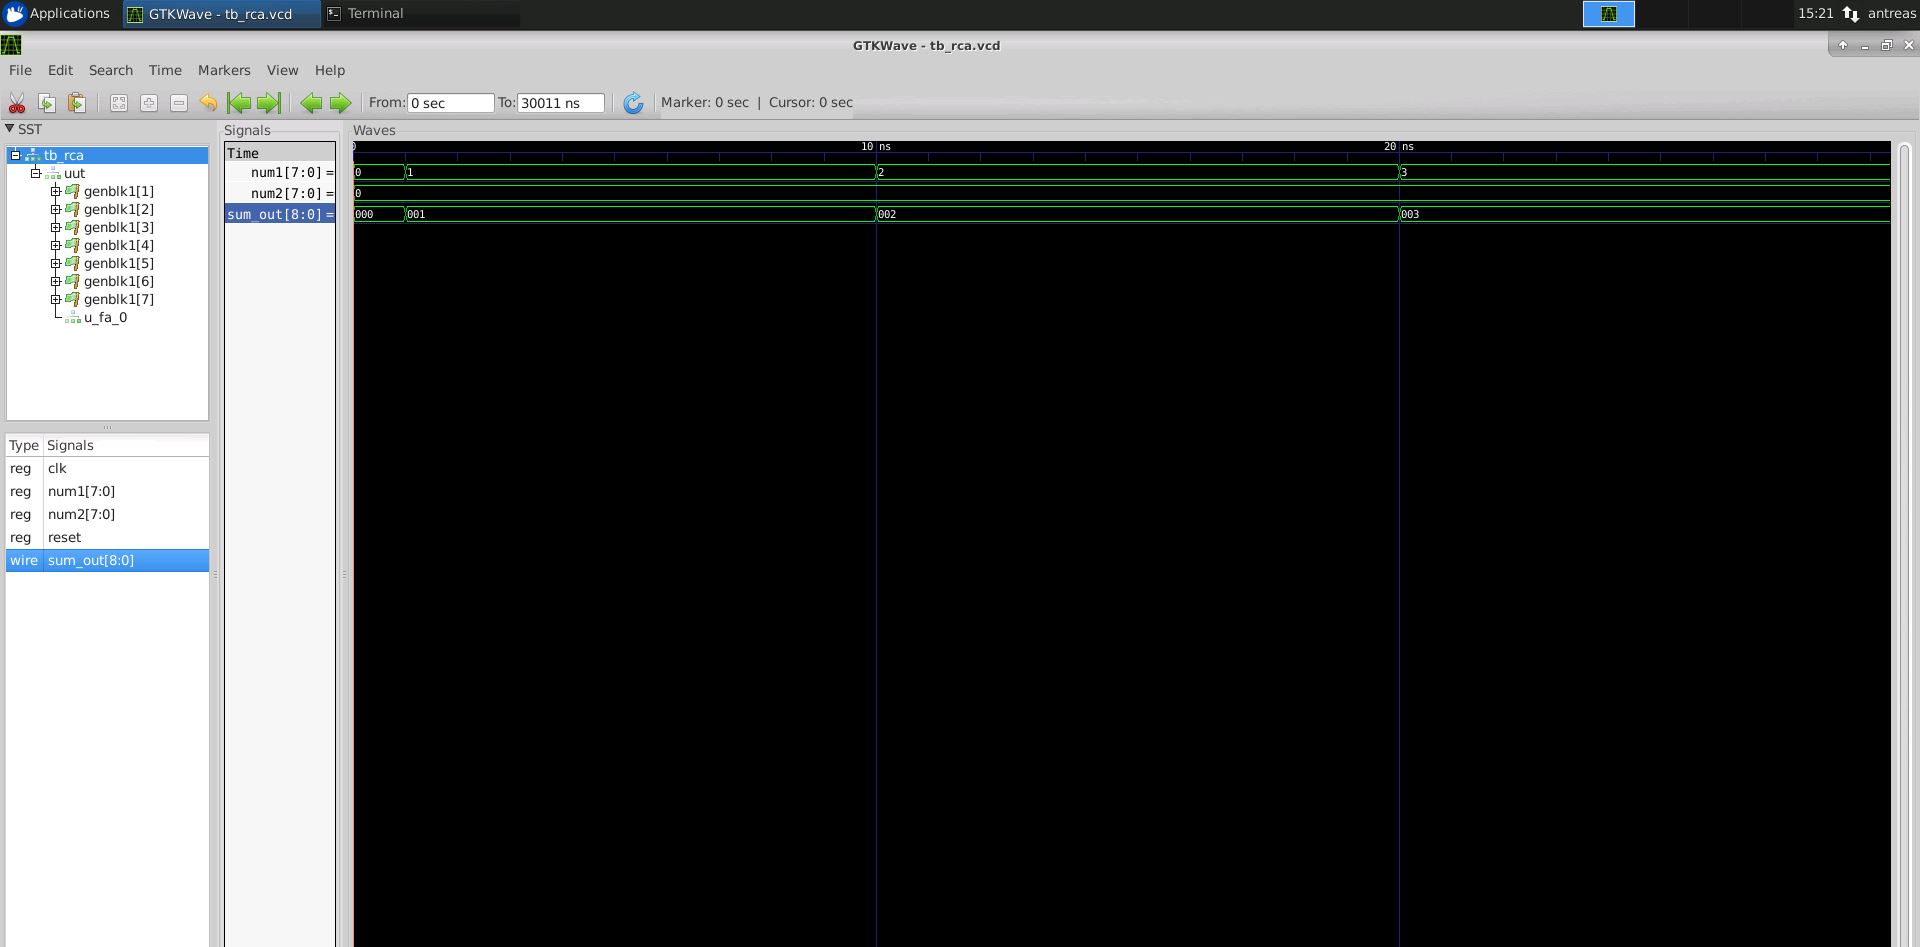 Applications GTKWave - tb_rca.vcd Terminal 15:21 antreas
GTKWave - tb_rca.vcd
File Edit Search Time Markers View Help
From: 0 sec To: 30011 ns Marker: 0 sec | Cursor: 0 sec
SST
tb_rca
uut
genblk1[1]
genblk1[2]
genblk1[3]
genblk1[4]
genblk1[5]
genblk1[6]
genblk1[7]
u_fa_0
Type Signals
reg clk
reg num1[7:0]
reg num2[7:0]
reg reset
wire sum_out[8:0]
Signals
Time
num1[7:0] =
num2[7:0] =
sum_out[8:0] =
Waves
0 10 ns 20 ns
0 1 2 3
0
000 001 002 003